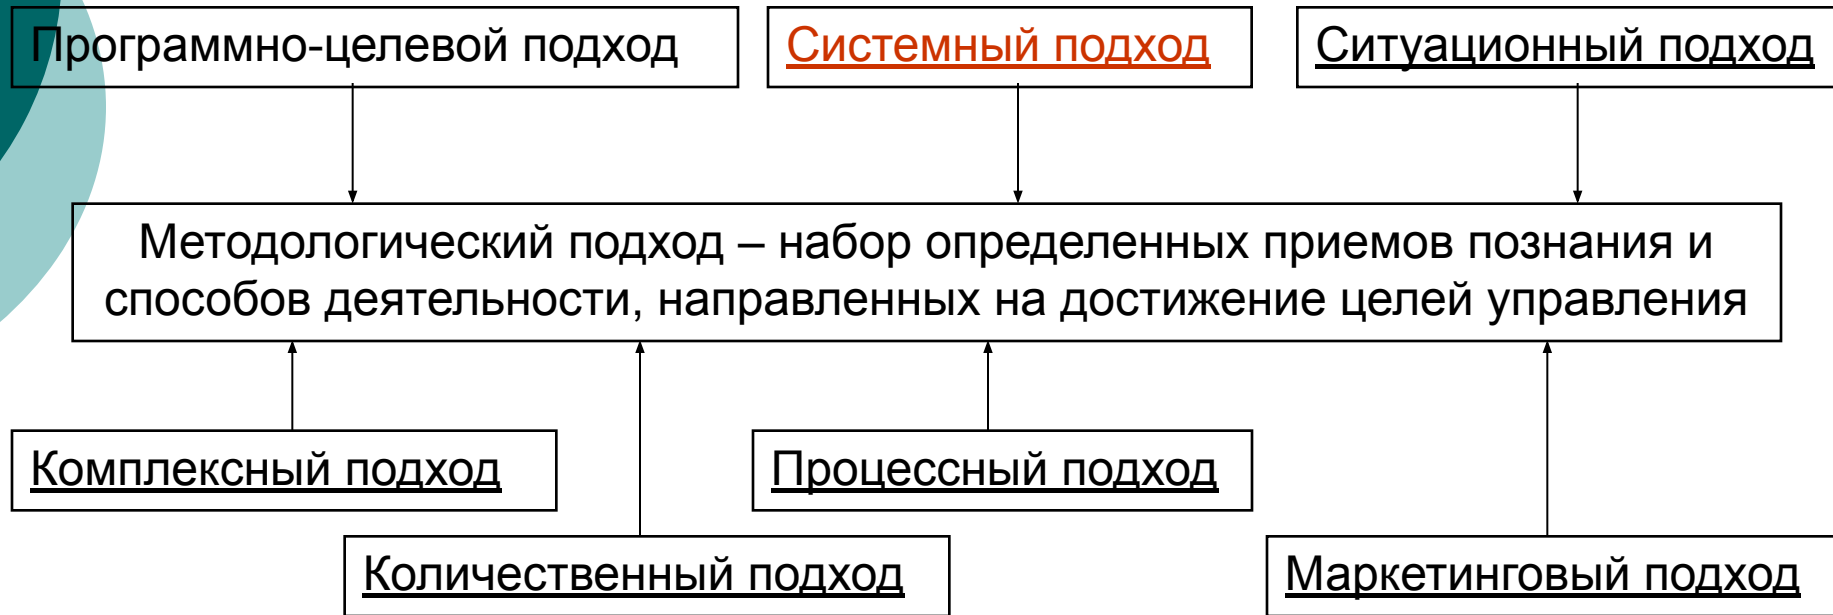 Программно-целевой подход
Системный подход
Ситуационный подход
Методологический подход – набор определенных приемов познания и
способов деятельности, направленных на достижение целей управления
Комплексный подход
Процессный подход
Количественный подход
Маркетинговый подход